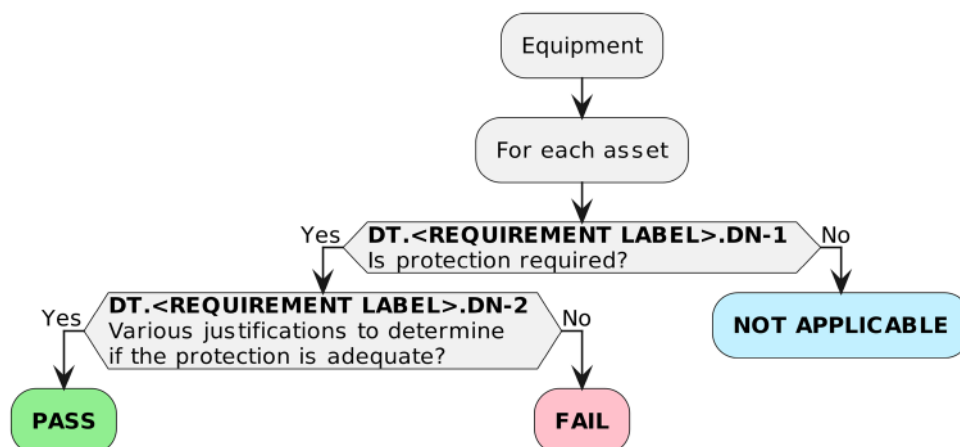 Equipment
For each asset
Yes
DT.<REQUIREMENT LABEL>.DN-1
Is protection required?
No
Yes
DT.<REQUIREMENT LABEL>.DN-2
Various justifications to determine
if the protection is adequate?
No
NOT APPLICABLE
PASS
FAIL